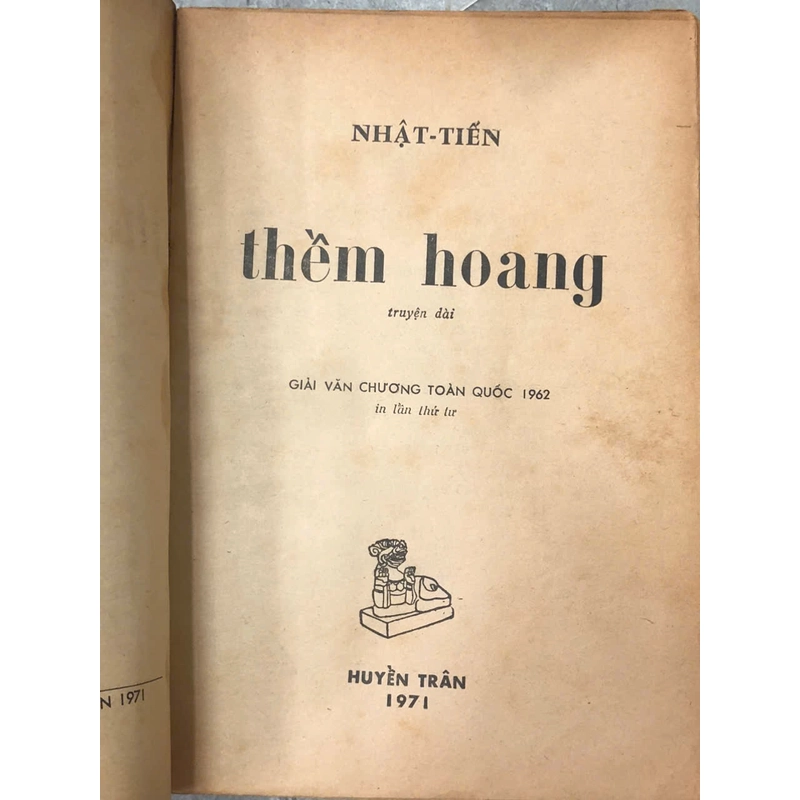 NHẬT-TIẾN
thềm hoang
truyện dài
GIẢI VĂN CHƯƠNG TOÀN QUỐC 1962
in lần thứ tư
HUYỀN TRÂN
1971
N 1971